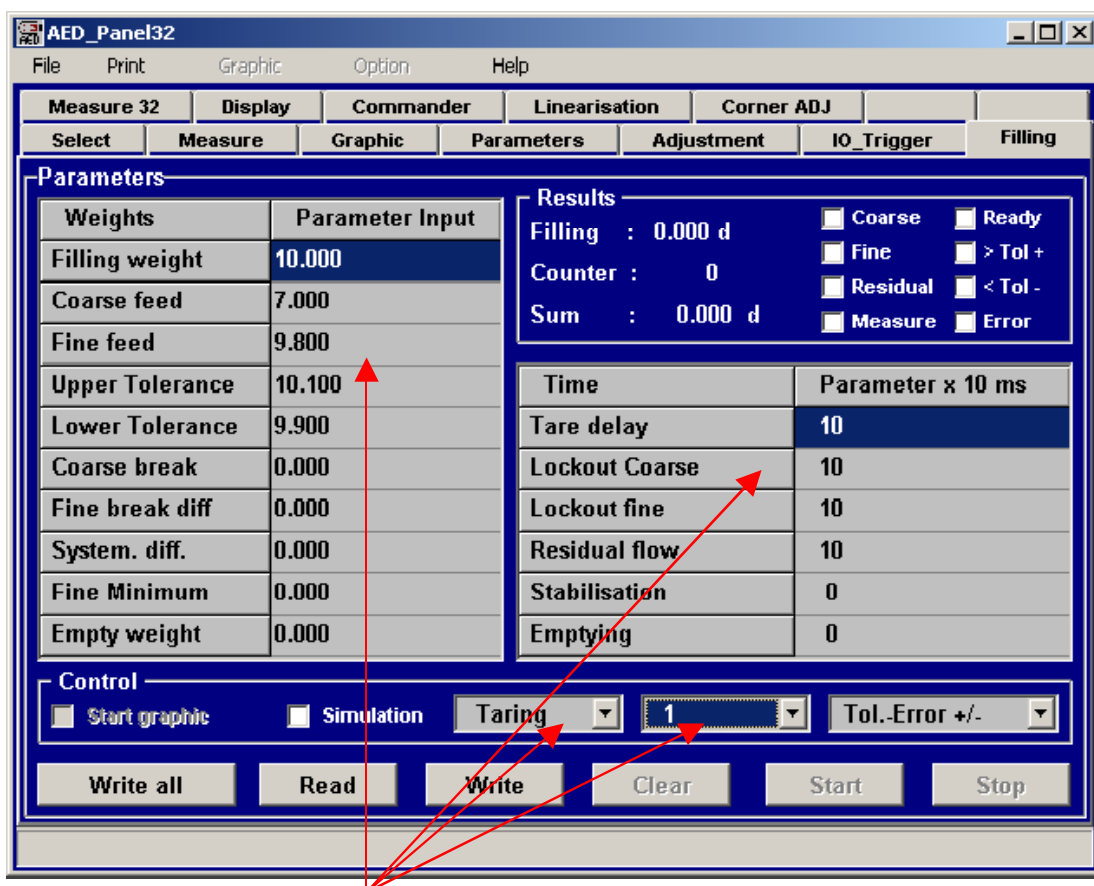 AED_Panel32
File Print Graphic Option Help
Measure 32 Display Commander Linearisation Corner ADJ
Select Measure Graphic Parameters Adjustment IO_Trigger Filling
Parameters
Weights Parameter Input
Filling weight 10.000
Coarse feed 7.000
Fine feed 9.800
Upper Tolerance 10.100
Lower Tolerance 9.900
Coarse break 0.000
Fine break diff 0.000
System. diff. 0.000
Fine Minimum 0.000
Empty weight 0.000
Results
Filling : 0.000 d
Counter : 0
Sum : 0.000 d
Coarse Ready
Fine > Tol +
Residual < Tol -
Measure Error
Time Parameter x 10 ms
Tare delay 10
Lockout Coarse 10
Lockout fine 10
Residual flow 10
Stabilisation 0
Emptying 0
Control
Start graphic Simulation Taring 1 Tol.-Error +/-
Write all Read Write Clear Start Stop